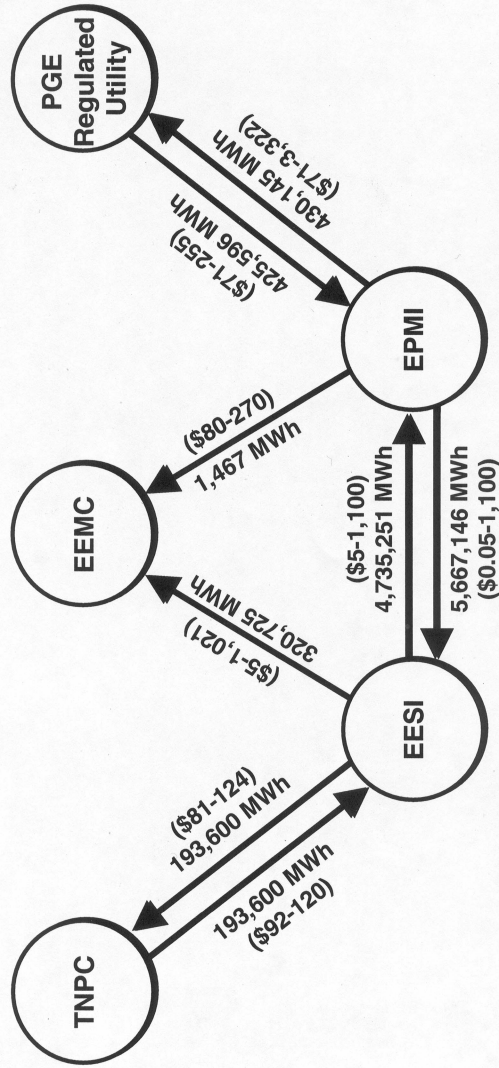 TNPC
EEMC
PGE
Regulated
Utility
($81-124)
193,600 MWh
193,600 MWh
($92-120)
($5-1,021)
320,725 MWh
($80-270)
1,467 MWh
($71-255)
425,596 MWh
430,145 MWh
($71-3,322)
EESI
($5-1,100)
4,735,251 MWh
5,667,146 MWh
($0.05-1,100)
EPMI